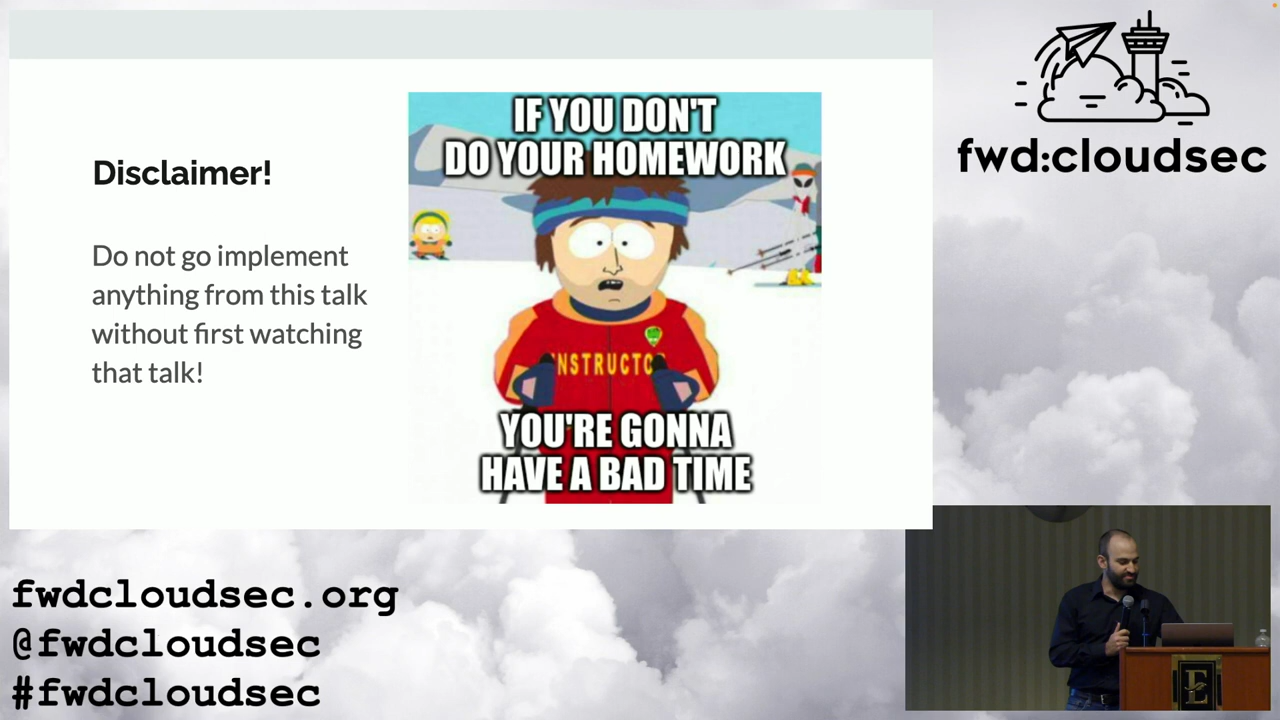 Disclaimer!
Do not go implement
anything from this talk
without first watching
that talk!
IF YOU DON'T
DO YOUR HOMEWORK
INSTRUCTO
YOU'RE GONNA
HAVE A BAD TIME
fwd:cloudsec
fwdcloudsec.org
@fwdcloudsec
#fwdcloudsec
E